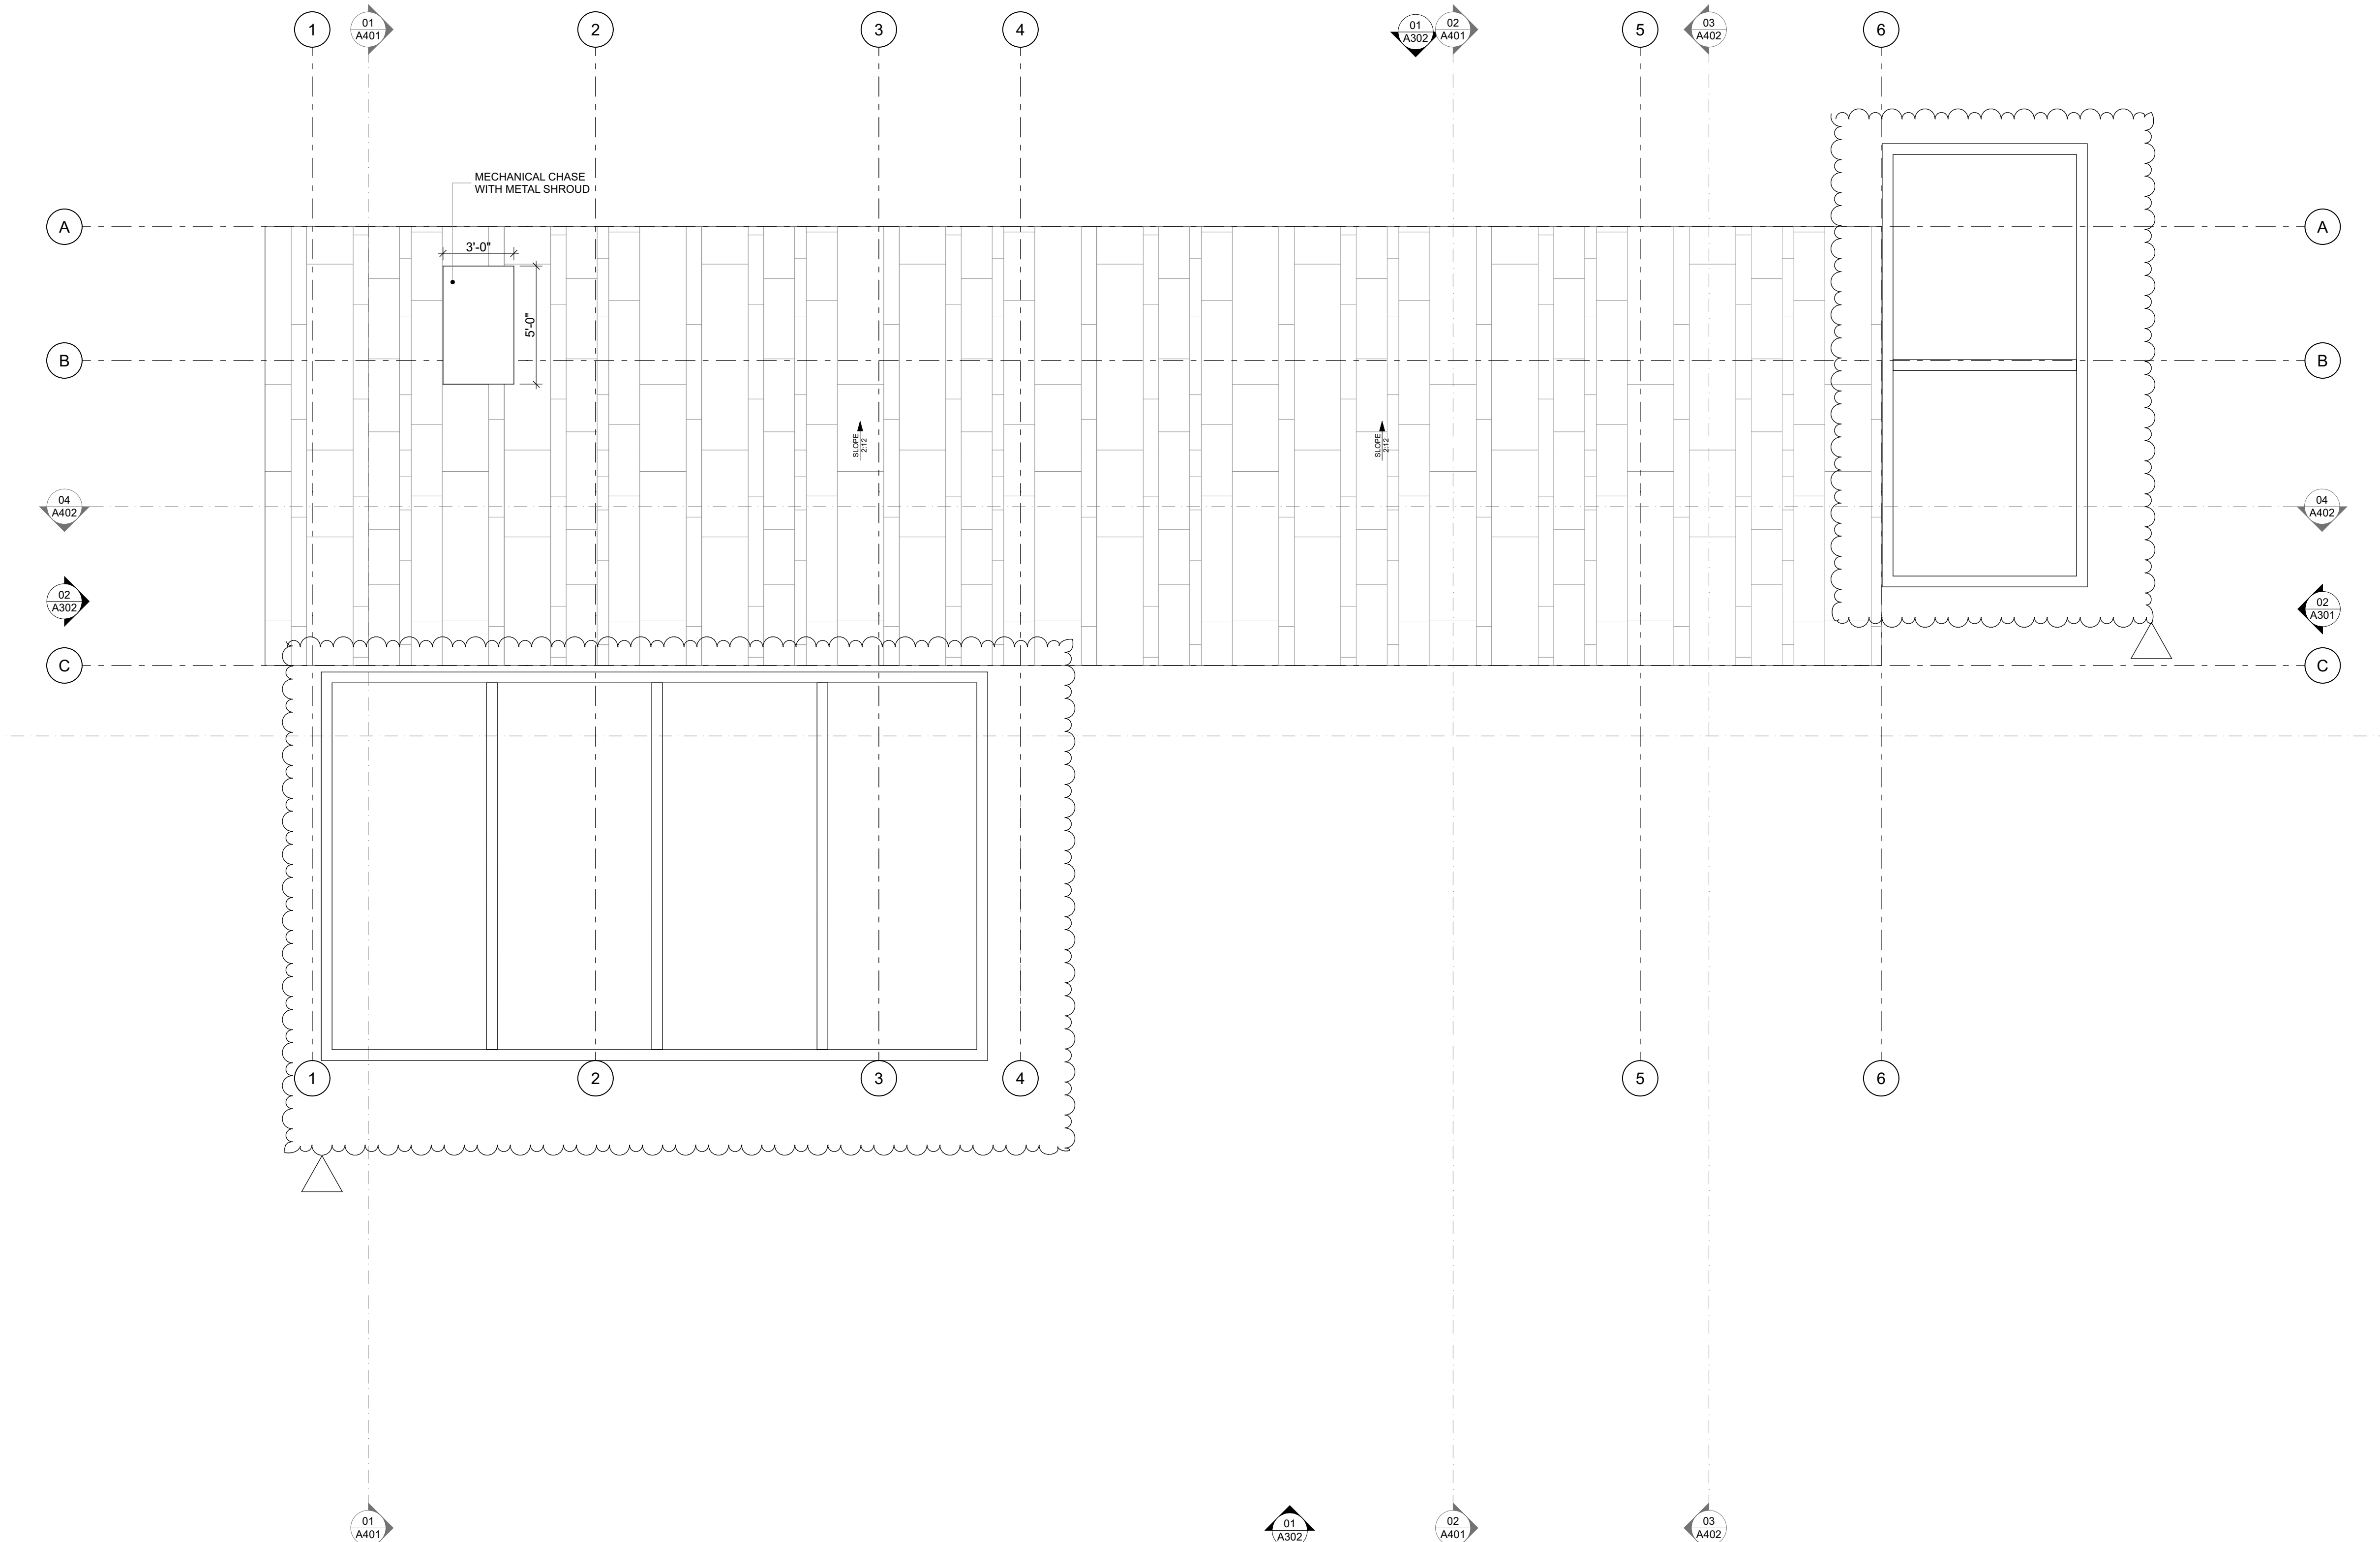 1
01
A401
2
3
4
01
A302
02
A401
5
03
A402
6
MECHANICAL CHASE
WITH METAL SHROUD
A
A
3'-0"
5'-0"
B
B
SLOPE
2:12
SLOPE
2:12
04
A402
04
A402
02
A302
02
A301
C
C
1
2
3
4
5
6
01
A401
01
A302
02
A401
03
A402